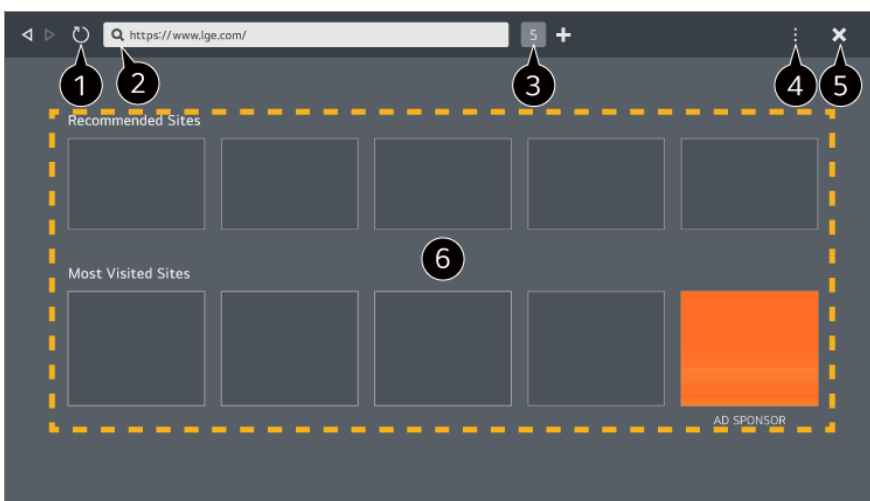 https://www.lge.com/ 5
1 2 3 4 5
Recommended Sites
6
Most Visited Sites
AD SPONSOR